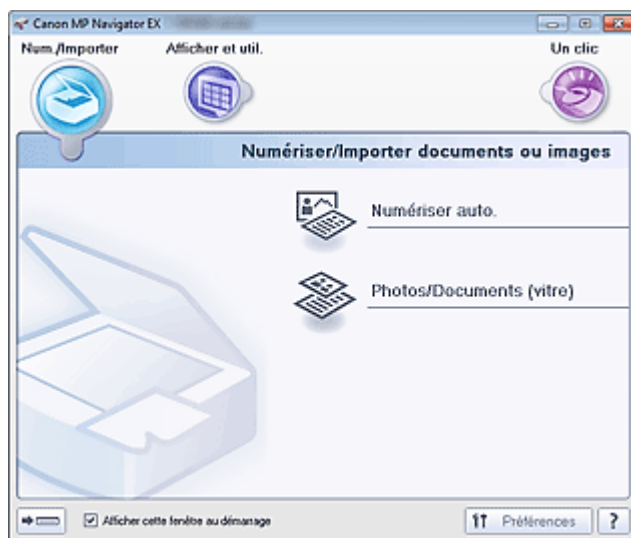 Canon MP Navigator EX
Num./Importer
Afficher et util.
Un clic
Numériser/Importer documents ou images
Numériser auto.
Photos/Documents (vitre)
Afficher cette fenêtre au démarrage
Préférences
?